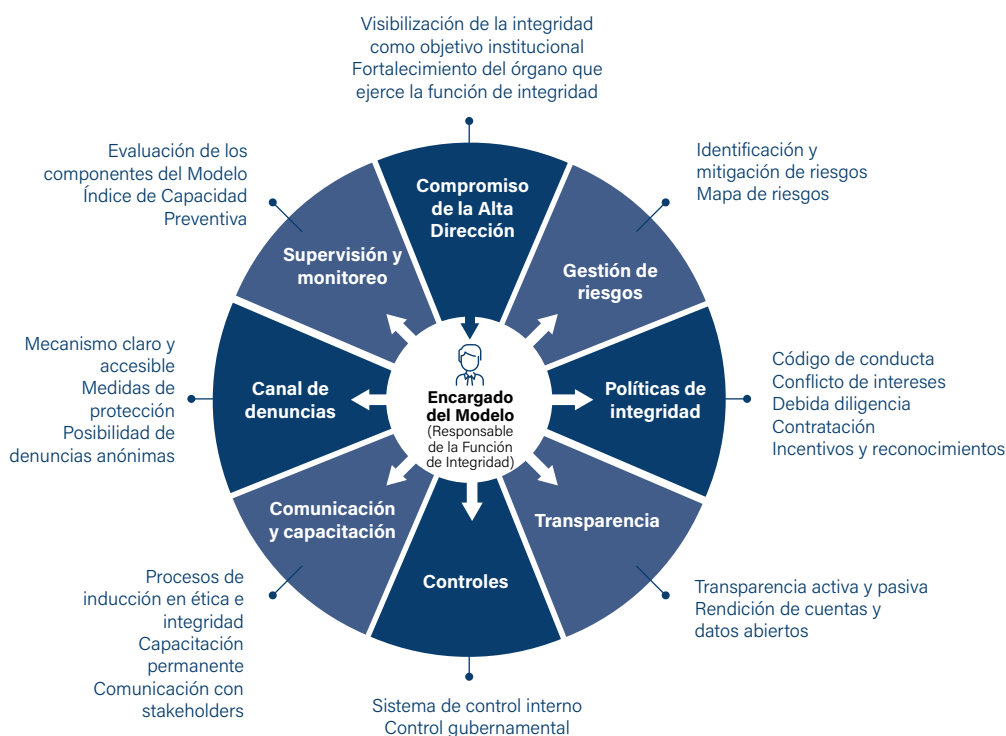 Visibilización de la integridad
como objetivo institucional
Fortalecimiento del órgano que
ejerce la función de integridad
Compromiso
de la Alta
Dirección
Identificación y
mitigación de riesgos
Mapa de riesgos
Gestión de
riesgos
Código de conducta
Conflicto de intereses
Debida diligencia
Contratación
Incentivos y reconocimientos
Políticas de
integridad
Transparencia activa y pasiva
Rendición de cuentas y
datos abiertos
Transparencia
Sistema de control interno
Control gubernamental
Controles
Procesos de
inducción en ética e
integridad
Capacitación
permanente
Comunicación con
stakeholders
Comunicación
y capacitación
Mecanismo claro y
accesible
Medidas de
protección
Posibilidad de
denuncias anónimas
Canal de
denuncias
Evaluación de los
componentes del Modelo
Índice de Capacidad
Preventiva
Supervisión y
monitoreo
Encargado
del Modelo
(Responsable
de la Función
de Integridad)